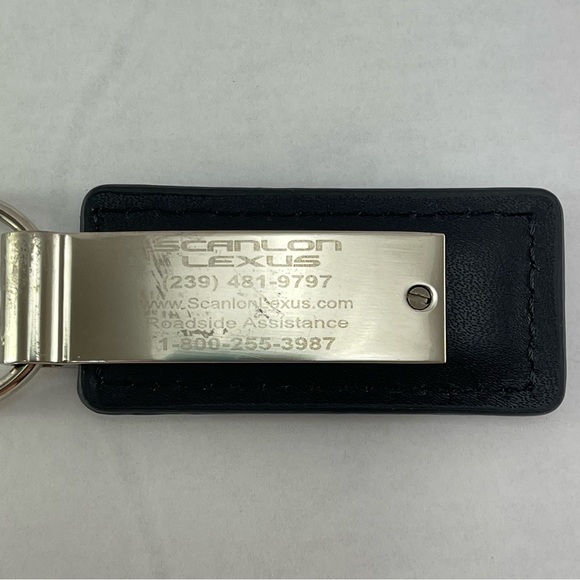 SCANLON
LEXUS
(239) 481-9797
www.ScanlonLexus.com
Roadside Assistance
1-800-255-3987